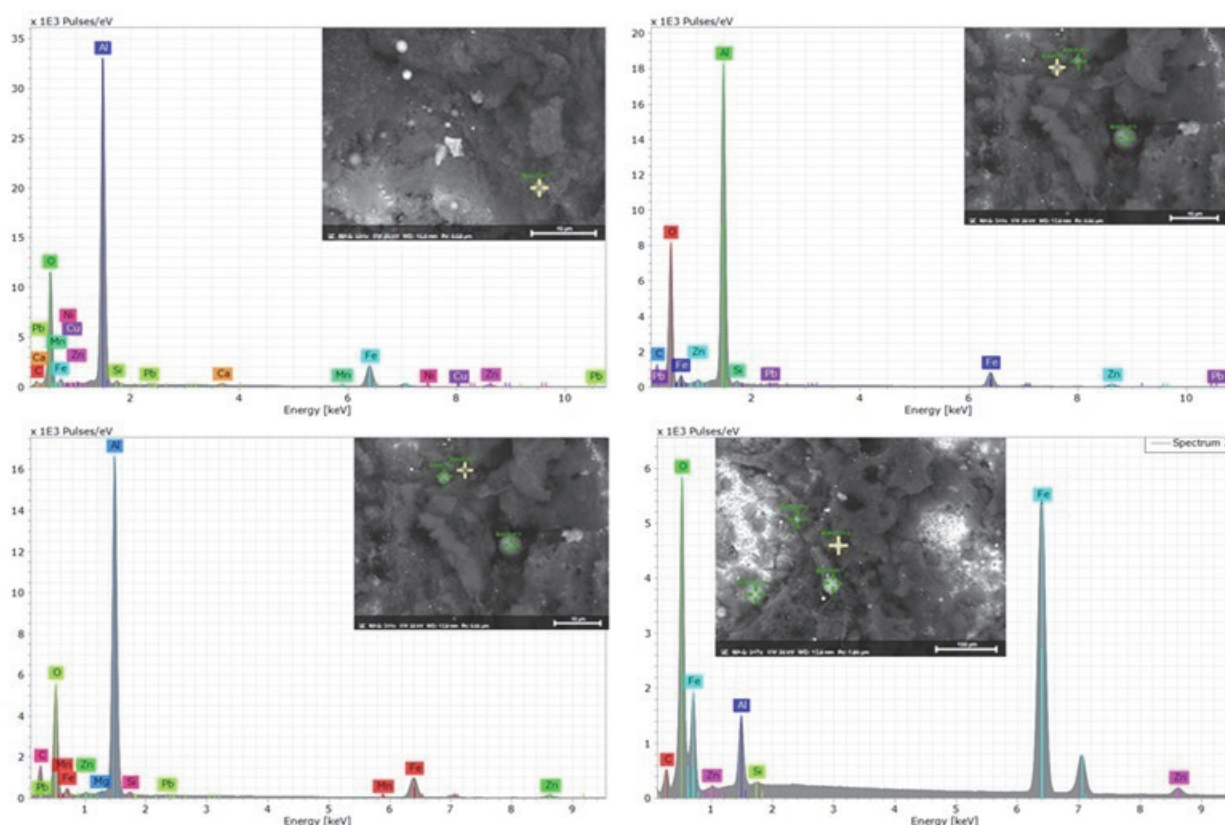 x 1E3 Pulses/eV
35
30
25
20
15
10
5
0
Al
O
Pb
Ni
Cu
Mn
Ca
Zn
C
Fe
Si
Pb
Ca
Mn
Fe
Ni
Cu
Zn
Pb
2
4
6
8
10
Energy [keV]
x 1E3 Pulses/eV
20
18
16
14
12
10
8
6
4
2
0
Al
O
C
Zn
Fe
Pb
Si
Pb
Fe
Zn
Pb
2
4
6
8
10
Energy [keV]
x 1E3 Pulses/eV
16
14
12
10
8
6
4
2
0
Al
O
C
Mn
Zn
Fe
Mg
Si
Pb
Pb
Mn
Fe
Zn
1
2
3
4
5
6
7
8
9
Energy [keV]
x 1E3 Pulses/eV
6
5
4
3
2
1
0
Spectrum
O
Fe
Fe
Al
C
Zn
Si
Zn
1
2
3
4
5
6
7
8
9
Energy [keV]